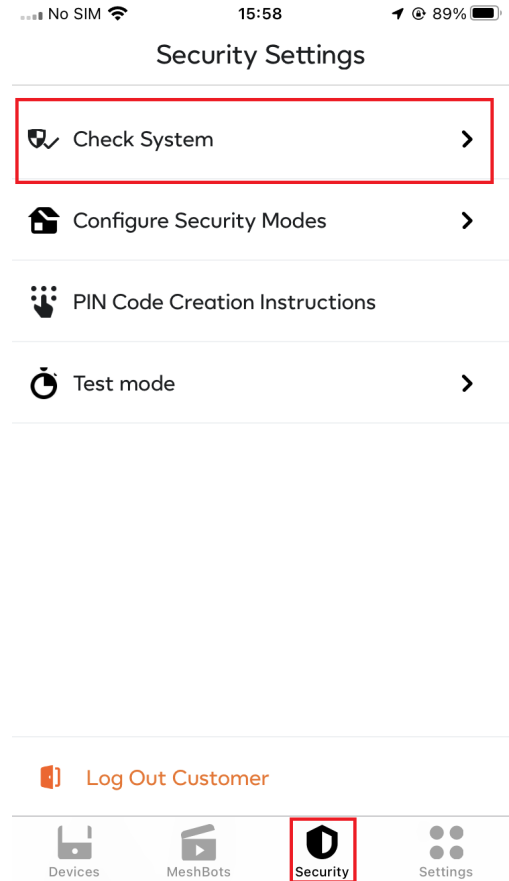 No SIM 15:58 89%
Security Settings
Check System
Configure Security Modes
PIN Code Creation Instructions
Test mode
Log Out Customer
Devices MeshBots Security Settings